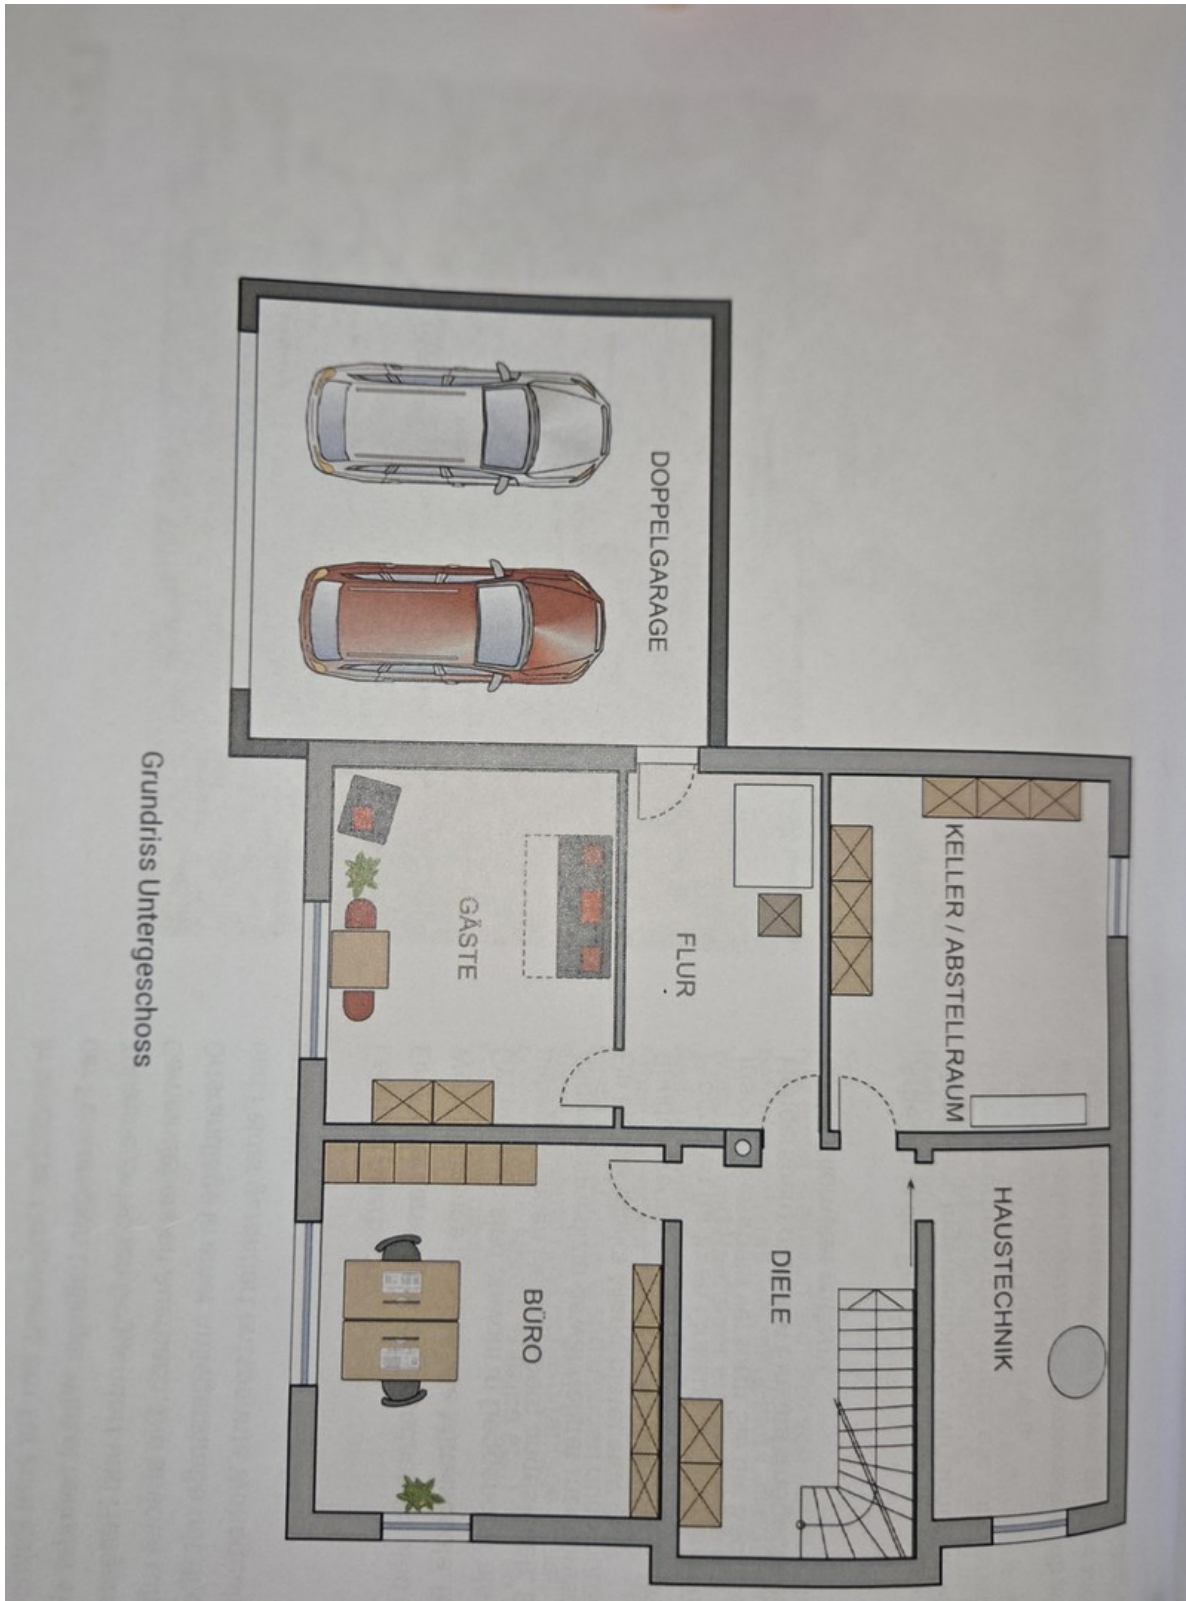 DOPPELGARAGE
KELLER / ABSTELLRAUM
GÄSTE
FLUR
HAUSTECHNIK
DIELE
BÜRO
Grundriss Untergeschoss